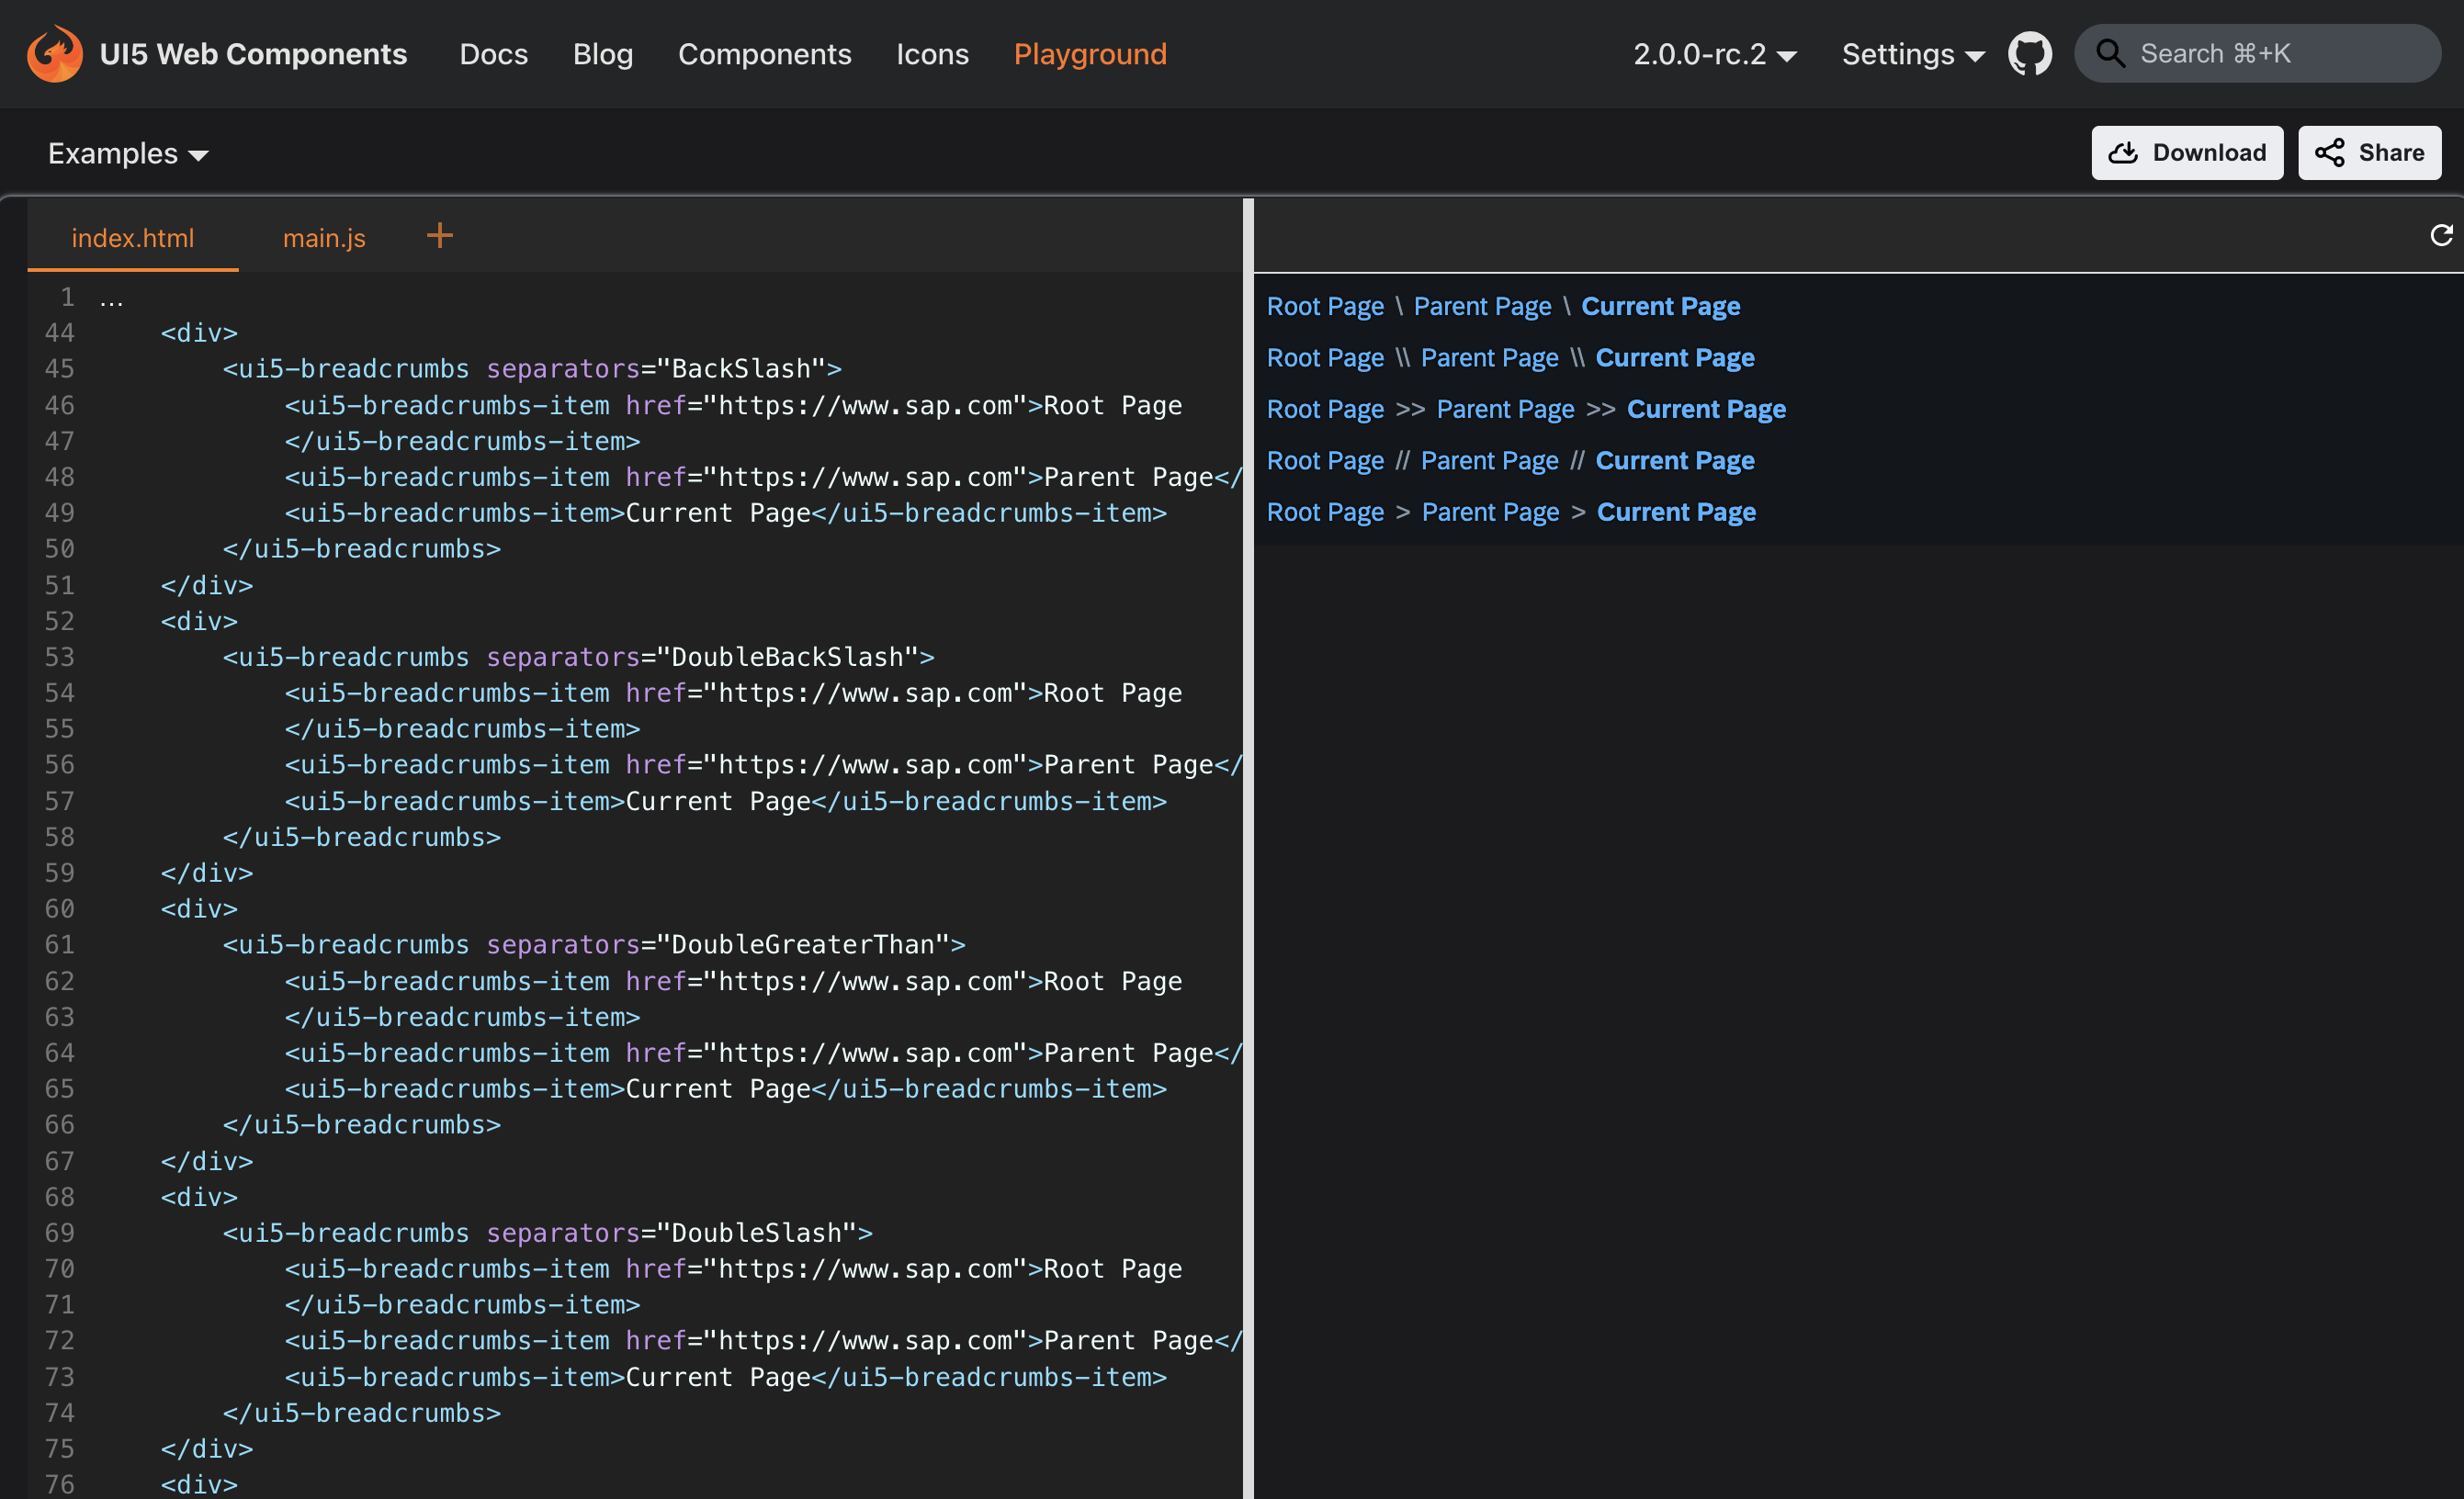 UI5 Web Components Docs Blog Components Icons Playground 2.0.0-rc.2 Settings Search ⌘+K
Examples Download Share
index.html main.js +
1 ...
44 <div>
45 <ui5-breadcrumbs separators="BackSlash">
46 <ui5-breadcrumbs-item href="https://www.sap.com">Root Page
47 </ui5-breadcrumbs-item>
48 <ui5-breadcrumbs-item href="https://www.sap.com">Parent Page</
49 <ui5-breadcrumbs-item>Current Page</ui5-breadcrumbs-item>
50 </ui5-breadcrumbs>
51 </div>
52 <div>
53 <ui5-breadcrumbs separators="DoubleBackSlash">
54 <ui5-breadcrumbs-item href="https://www.sap.com">Root Page
55 </ui5-breadcrumbs-item>
56 <ui5-breadcrumbs-item href="https://www.sap.com">Parent Page</
57 <ui5-breadcrumbs-item>Current Page</ui5-breadcrumbs-item>
58 </ui5-breadcrumbs>
59 </div>
60 <div>
61 <ui5-breadcrumbs separators="DoubleGreaterThan">
62 <ui5-breadcrumbs-item href="https://www.sap.com">Root Page
63 </ui5-breadcrumbs-item>
64 <ui5-breadcrumbs-item href="https://www.sap.com">Parent Page</
65 <ui5-breadcrumbs-item>Current Page</ui5-breadcrumbs-item>
66 </ui5-breadcrumbs>
67 </div>
68 <div>
69 <ui5-breadcrumbs separators="DoubleSlash">
70 <ui5-breadcrumbs-item href="https://www.sap.com">Root Page
71 </ui5-breadcrumbs-item>
72 <ui5-breadcrumbs-item href="https://www.sap.com">Parent Page</
73 <ui5-breadcrumbs-item>Current Page</ui5-breadcrumbs-item>
74 </ui5-breadcrumbs>
75 </div>
76 <div>
Root Page \ Parent Page \ Current Page
Root Page \\ Parent Page \\ Current Page
Root Page >> Parent Page >> Current Page
Root Page // Parent Page // Current Page
Root Page > Parent Page > Current Page